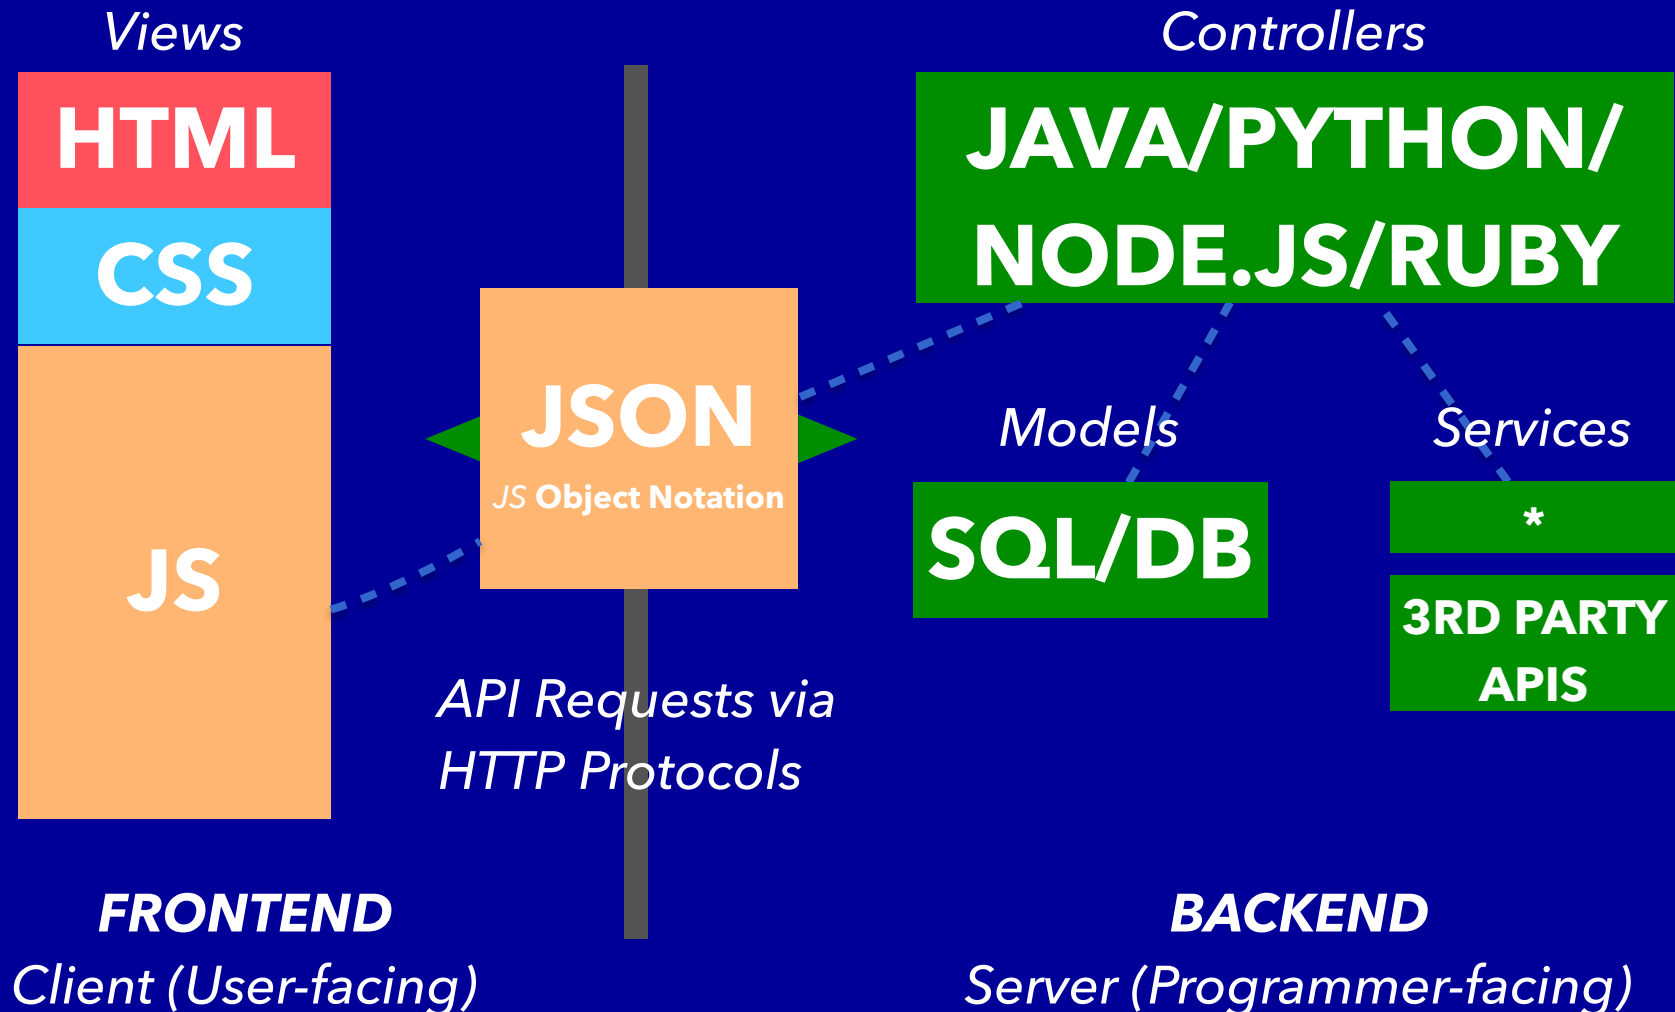 Views
HTML
CSS
JS
JSON
JS Object Notation
API Requests via
HTTP Protocols
Controllers
JAVA/PYTHON/
NODE.JS/RUBY
Models
SQL/DB
Services
*
3RD PARTY
APIS
FRONTEND
Client (User-facing)
BACKEND
Server (Programmer-facing)